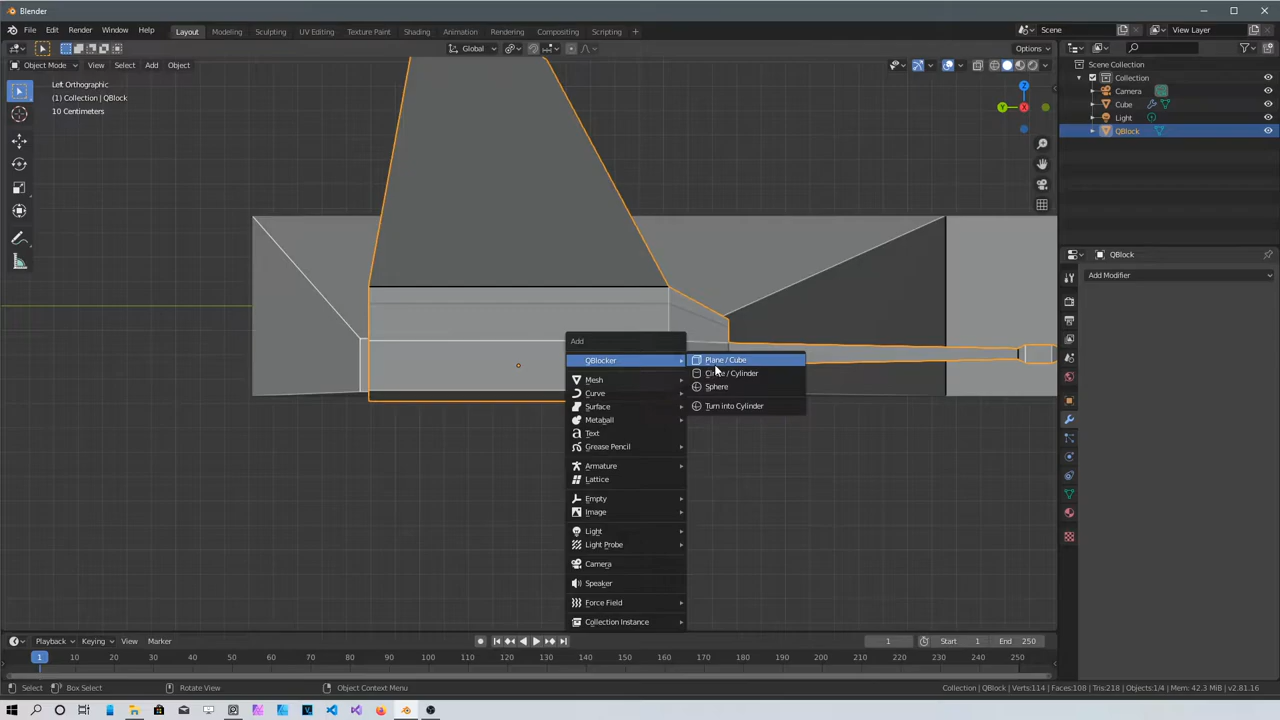 Blender
File Edit Render Window Help Layout Modeling Sculpting UV Editing Texture Paint Shading Animation Rendering Compositing Scripting + Scene View Layer
Global Options
Object Mode View Select Add Object
Left Orthographic
(1) Collection | QBlock
10 Centimeters
Z
Y
X
Scene Collection
Collection
Camera
Cube
Light
QBlock
QBlock
Add Modifier
Add
QBlocker
Mesh
Curve
Surface
Metaball
Text
Grease Pencil
Armature
Lattice
Empty
Image
Light
Light Probe
Camera
Speaker
Force Field
Collection Instance
Plane / Cube
Circle / Cylinder
Sphere
Turn into Cylinder
Playback Keying View Marker 1 Start 1 End 250
1 10 20 30 40 50 60 70 80 90 100 110 120 130 140 150 160 170 180 190 200 210 220 230 240 250
Select Box Select Rotate View Object Context Menu Collection | QBlock | Verts:114 | Faces:108 | Tris:218 | Objects:1/4 | Mem: 42.3 MiB | v2.81.16